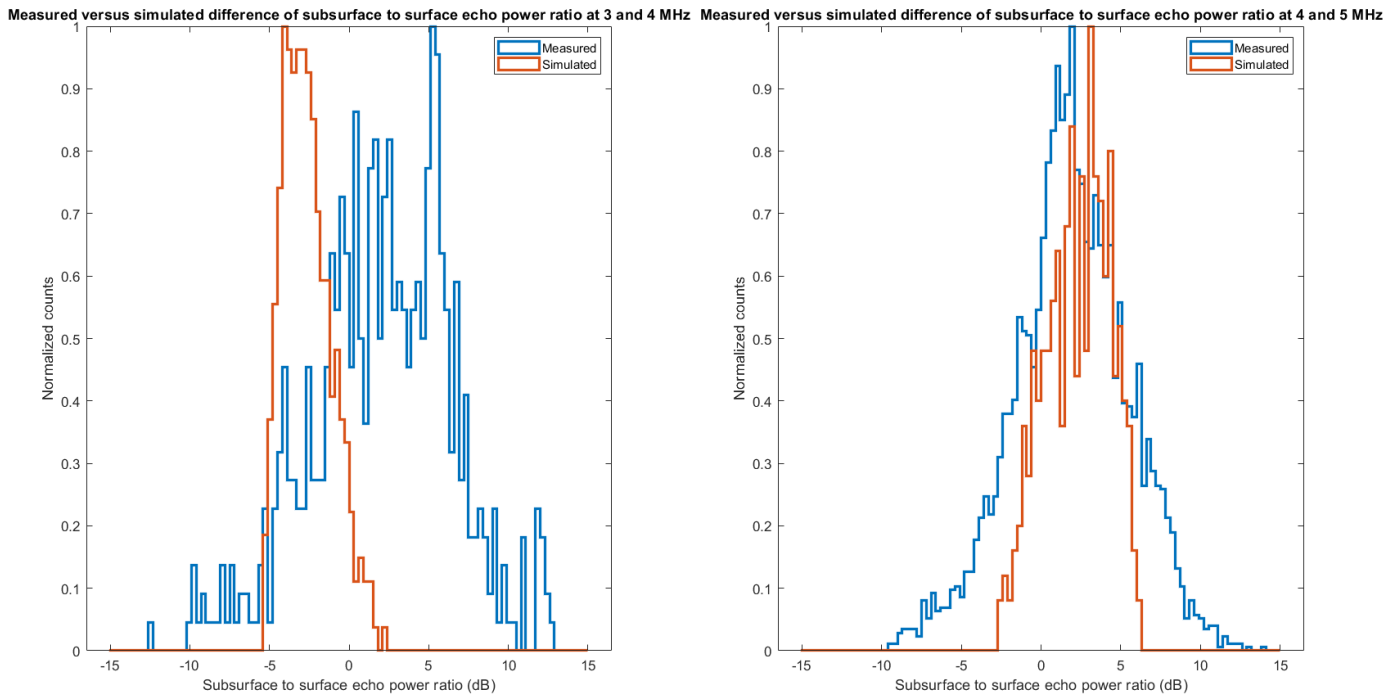 Measured versus simulated difference of subsurface to surface echo power ratio at 3 and 4 MHz
1
0.9
0.8
0.7
0.6
0.5
0.4
0.3
0.2
0.1
0
Normalized counts
-15 -10 -5 0 5 10 15
Subsurface to surface echo power ratio (dB)
Measured
Simulated
Measured versus simulated difference of subsurface to surface echo power ratio at 4 and 5 MHz
1
0.9
0.8
0.7
0.6
0.5
0.4
0.3
0.2
0.1
0
Normalized counts
-15 -10 -5 0 5 10 15
Subsurface to surface echo power ratio (dB)
Measured
Simulated